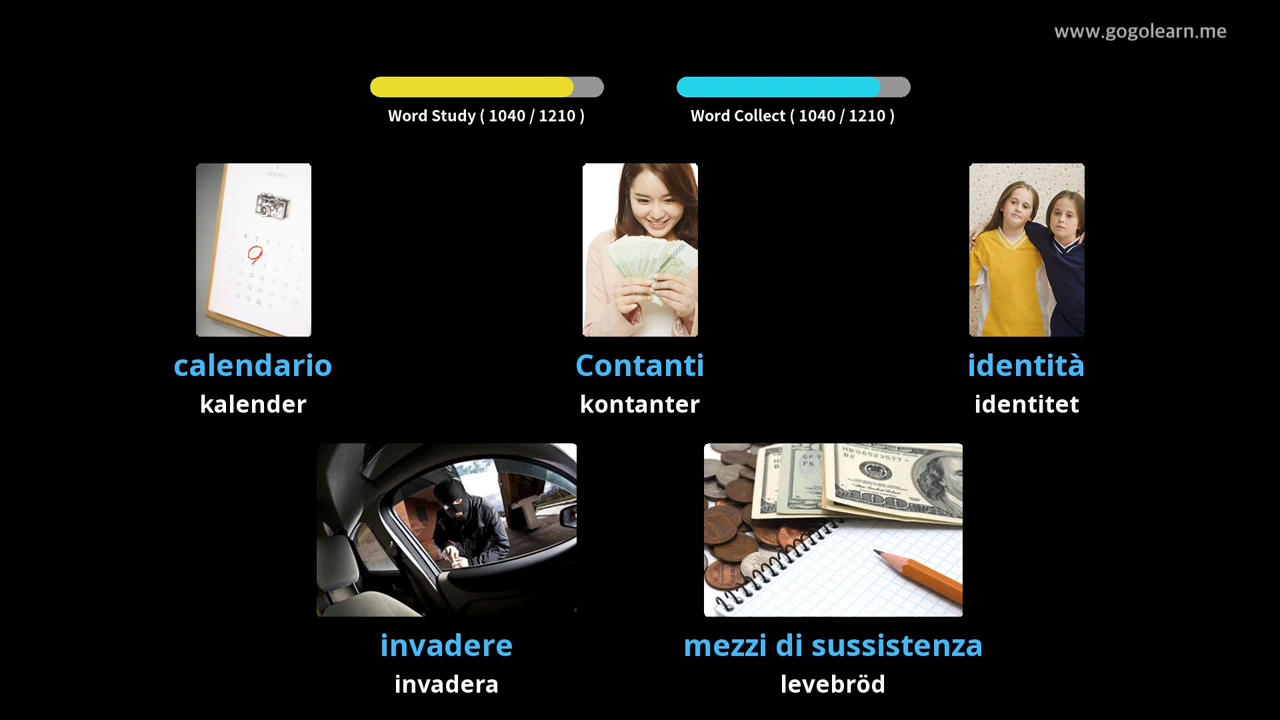 www.gogolearn.me
Word Study ( 1040 / 1210 )
Word Collect ( 1040 / 1210 )
calendario
kalender
Contanti
kontanter
identità
identitet
invadere
invadera
mezzi di sussistenza
levebröd